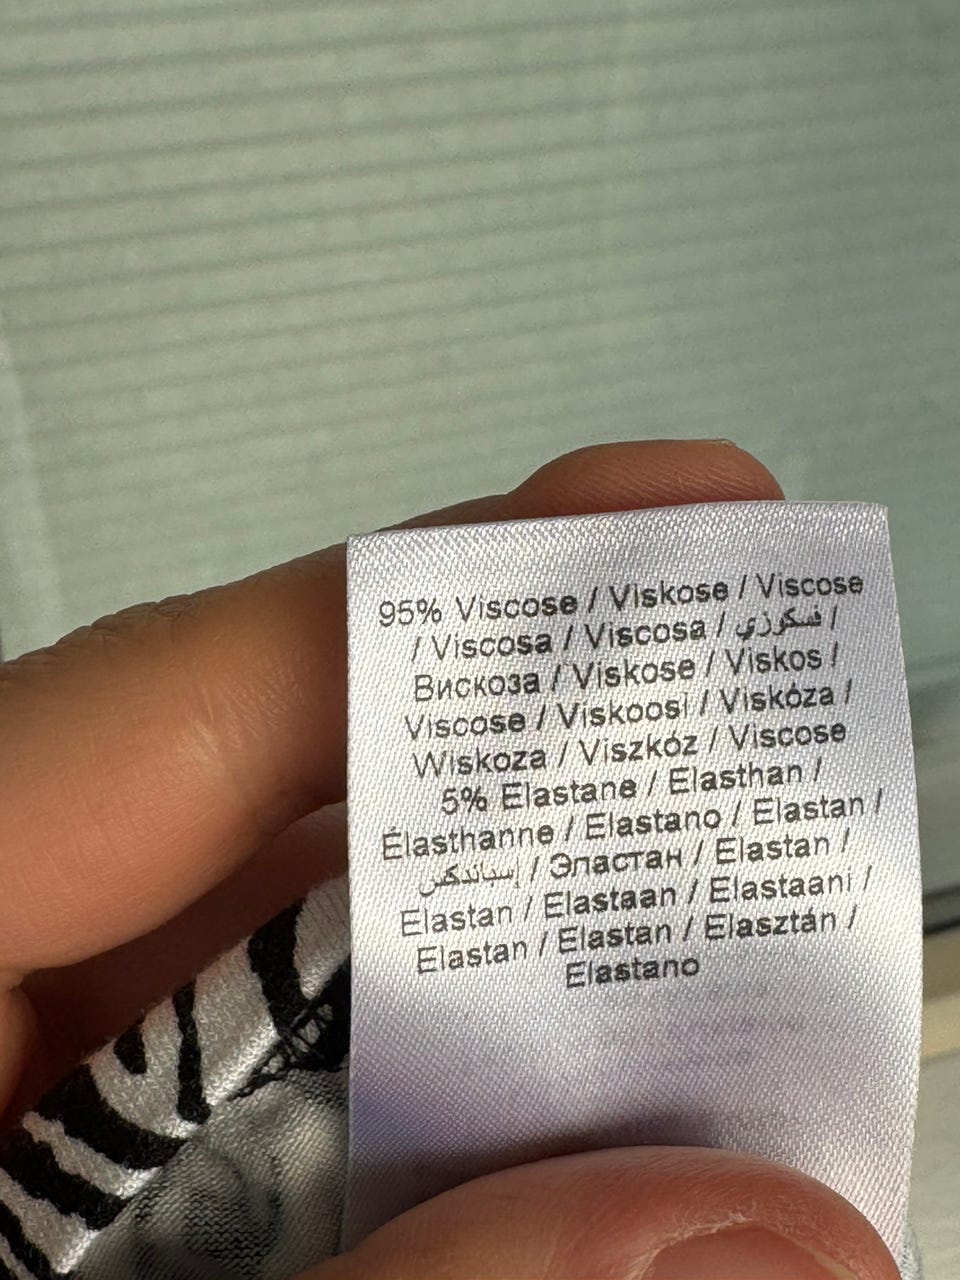 95% Viscose / Viskose / Viscose
/ Viscosa / Viscosa / فسكوزي /
Вискоза / Viskose / Viskos /
Viscose / Viskoosi / Viskóza /
Wiskoza / Viszkóz / Viscose
5% Elastane / Elasthan /
Élasthanne / Elastano / Elastan /
إسباندكس / Эластан / Elastan /
Elastan / Elastaan / Elastaani /
Elastan / Elastan / Elasztán /
Elastano